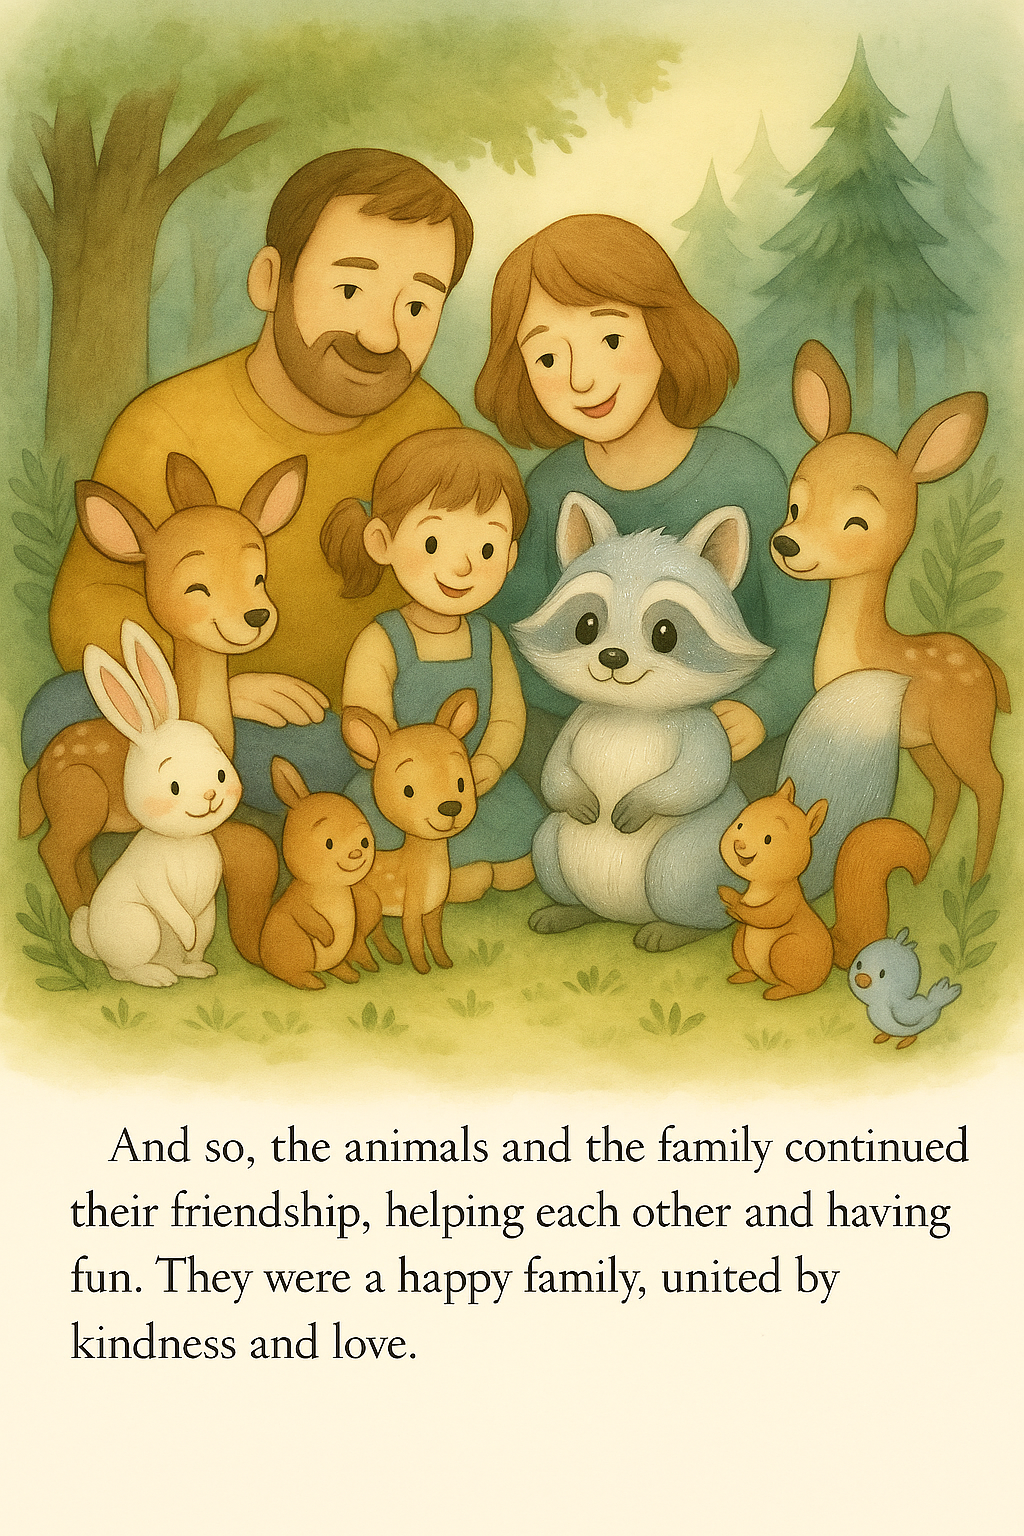 And so, the animals and the family continued
their friendship, helping each other and having
fun. They were a happy family, united by
kindness and love.